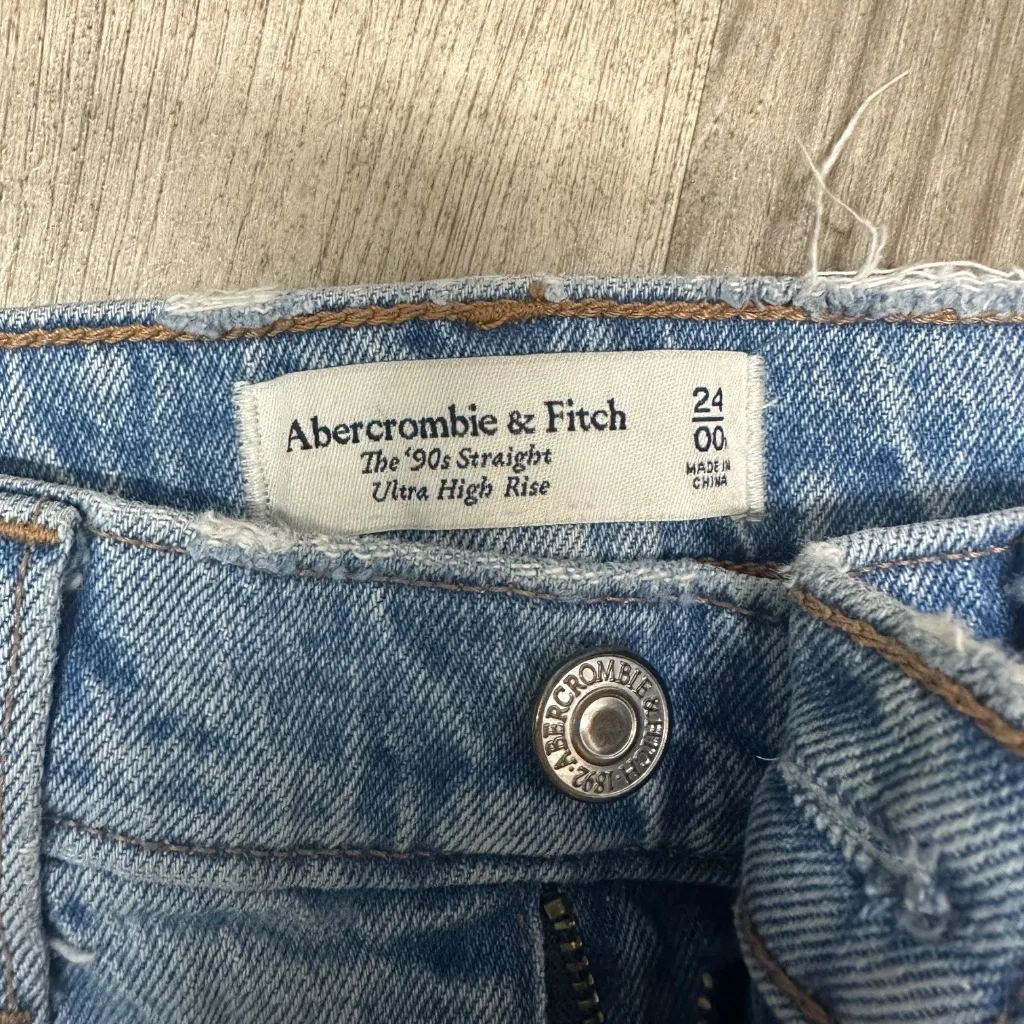 Abercrombie & Fitch
The '90s Straight
Ultra High Rise
24
00
MADE IN
CHINA
ABERCROMBIE & FITCH · 1892 ·